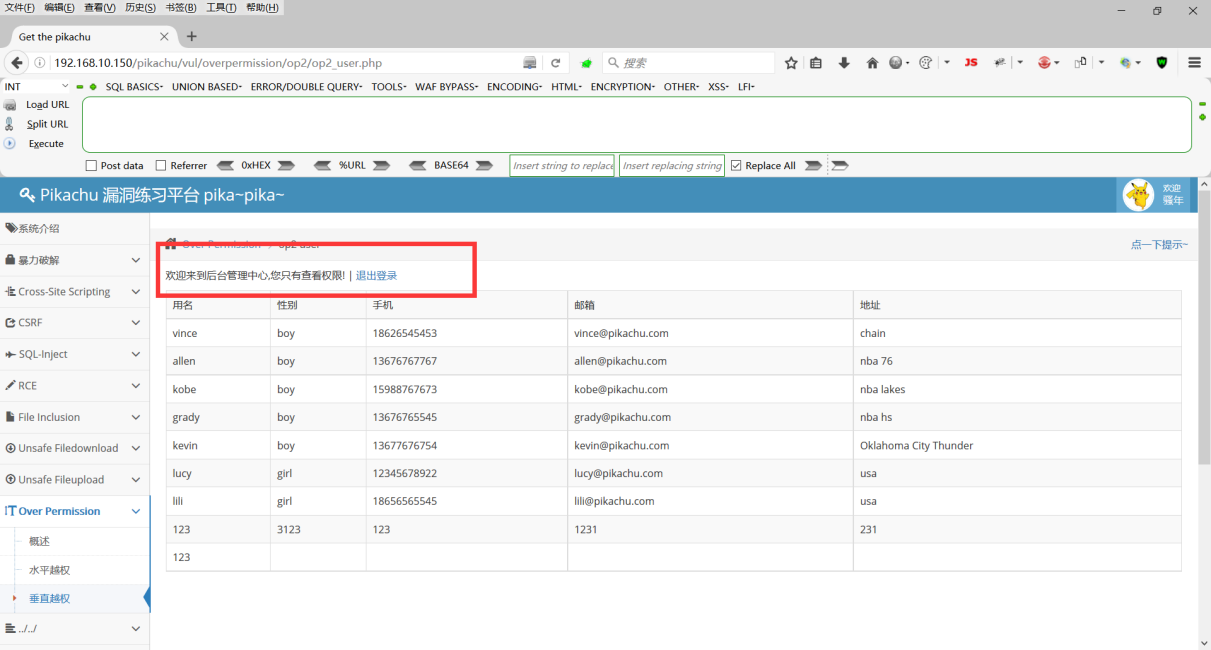 文件(F) 编辑(E) 查看(V) 历史(S) 书签(B) 工具(T) 帮助(H)
Get the pikachu
192.168.10.150/pikachu/vul/overpermission/op2/op2_user.php 搜索 JS
INT SQL BASICS UNION BASED ERROR/DOUBLE QUERY TOOLS WAF BYPASS ENCODING HTML ENCRYPTION OTHER XSS LFI
Load URL
Split URL
Execute
Post data Referrer 0xHEX %URL BASE64 Insert string to replace Insert replacing string Replace All
Pikachu 漏洞练习平台 pika~pika~
欢迎
骚年
系统介绍
暴力破解
Cross-Site Scripting
CSRF
SQL-Inject
RCE
File Inclusion
Unsafe Filedownload
Unsafe Fileupload
Over Permission
概述
水平越权
垂直越权
../../
Over Permission op2 user 点一下提示~
欢迎来到后台管理中心,您只有查看权限! | 退出登录
用名 性别 手机 邮箱 地址
vince boy 18626545453 vince@pikachu.com chain
allen boy 13676767767 allen@pikachu.com nba 76
kobe boy 15988767673 kobe@pikachu.com nba lakes
grady boy 13676765545 grady@pikachu.com nba hs
kevin boy 13677676754 kevin@pikachu.com Oklahoma City Thunder
lucy girl 12345678922 lucy@pikachu.com usa
lili girl 18656565545 lili@pikachu.com usa
123 3123 123 1231 231
123